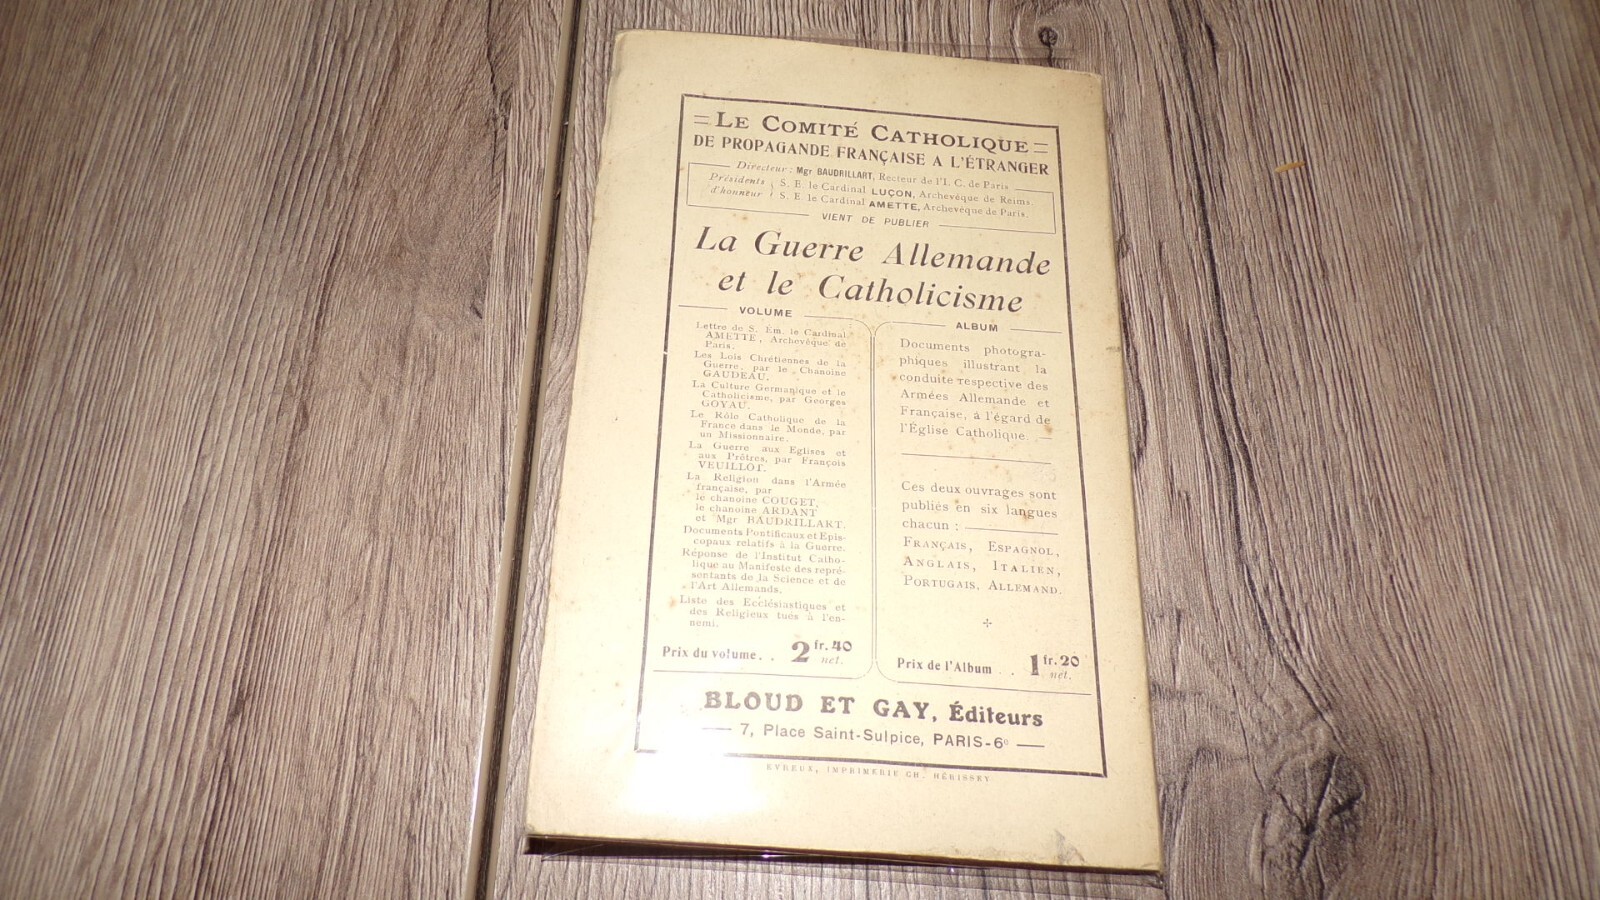 LE COMITÉ CATHOLIQUE
DE PROPAGANDE FRANÇAISE A L'ÉTRANGER
Directeur : Mgr BAUDRILLART, Recteur de l'I. C. de Paris
Présidents d'honneur
S. E. le Cardinal LUÇON, Archevêque de Reims.
S. E. le Cardinal AMETTE, Archevêque de Paris.
VIENT DE PUBLIER
La Guerre Allemande
et le Catholicisme
VOLUME
Lettre de S. Ém. le Cardinal
AMETTE, Archevêque de
Paris.
Les Lois Chrétiennes de la
Guerre, par le Chanoine
GAUDEAU.
La Culture Germanique et le
Catholicisme, par Georges
GOYAU.
Le Rôle Catholique de la
France dans le Monde, par
un Missionnaire.
La Guerre aux Eglises et
aux Prêtres, par François
VEUILLOT.
La Religion dans l'Armée
française, par
le chanoine COUGET,
le chanoine ARDANT
et Mgr BAUDRILLART.
Documents Pontificaux et Epis-
copaux relatifs à la Guerre.
Réponse de l'Institut Catho-
lique au Manifeste des repré-
sentants de la Science et de
l'Art Allemands.
Liste des Ecclésiastiques et
des Religieux tués à l'en-
nemi.
Prix du volume. . 2 fr. 40
net.
ALBUM
Documents photogra-
phiques illustrant la
conduite respective des
Armées Allemande et
Française, à l'égard de
l'Église Catholique. —
Ces deux ouvrages sont
publiés en six langues
chacun :
FRANÇAIS, ESPAGNOL,
ANGLAIS, ITALIEN,
PORTUGAIS, ALLEMAND.
Prix de l'Album . . 1 fr. 20
net.
BLOUD ET GAY, Éditeurs
7, Place Saint-Sulpice, PARIS-6e
EVREUX, IMPRIMERIE CH. HÉRISSEY